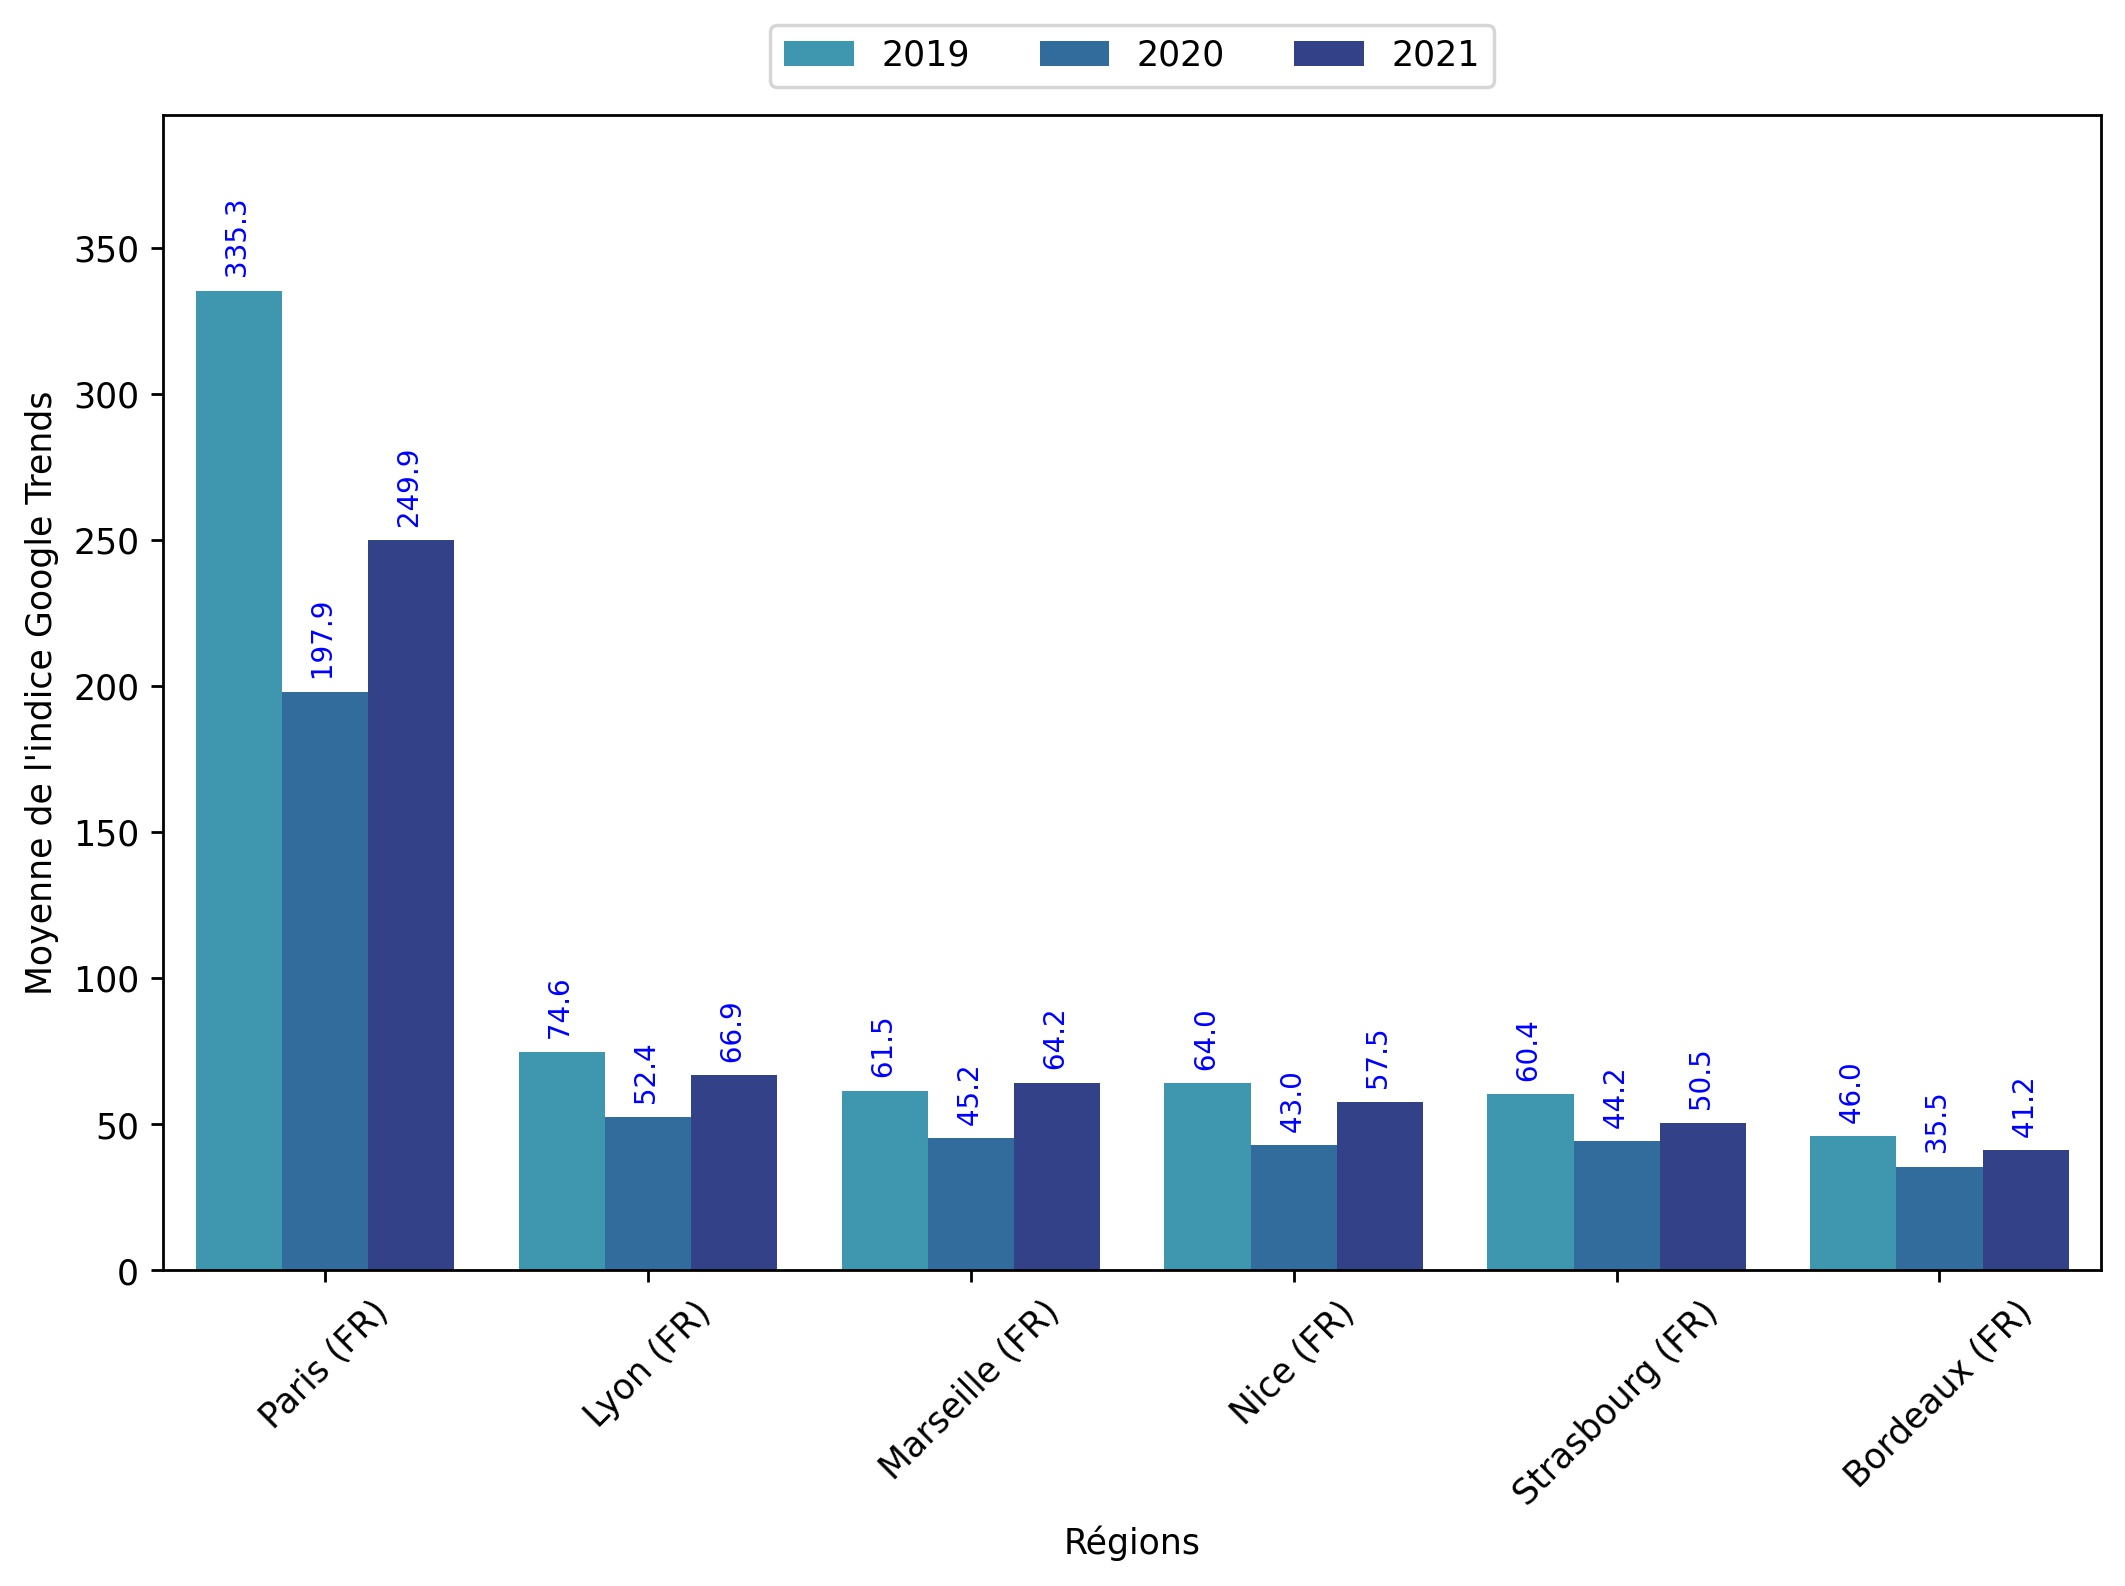 2019 2020 2021
Moyenne de l'indice Google Trends
350
300
250
200
150
100
50
0
335.3
197.9
249.9
74.6
52.4
66.9
61.5
45.2
64.2
64.0
43.0
57.5
60.4
44.2
50.5
46.0
35.5
41.2
Paris (FR)
Lyon (FR)
Marseille (FR)
Nice (FR)
Strasbourg (FR)
Bordeaux (FR)
Régions